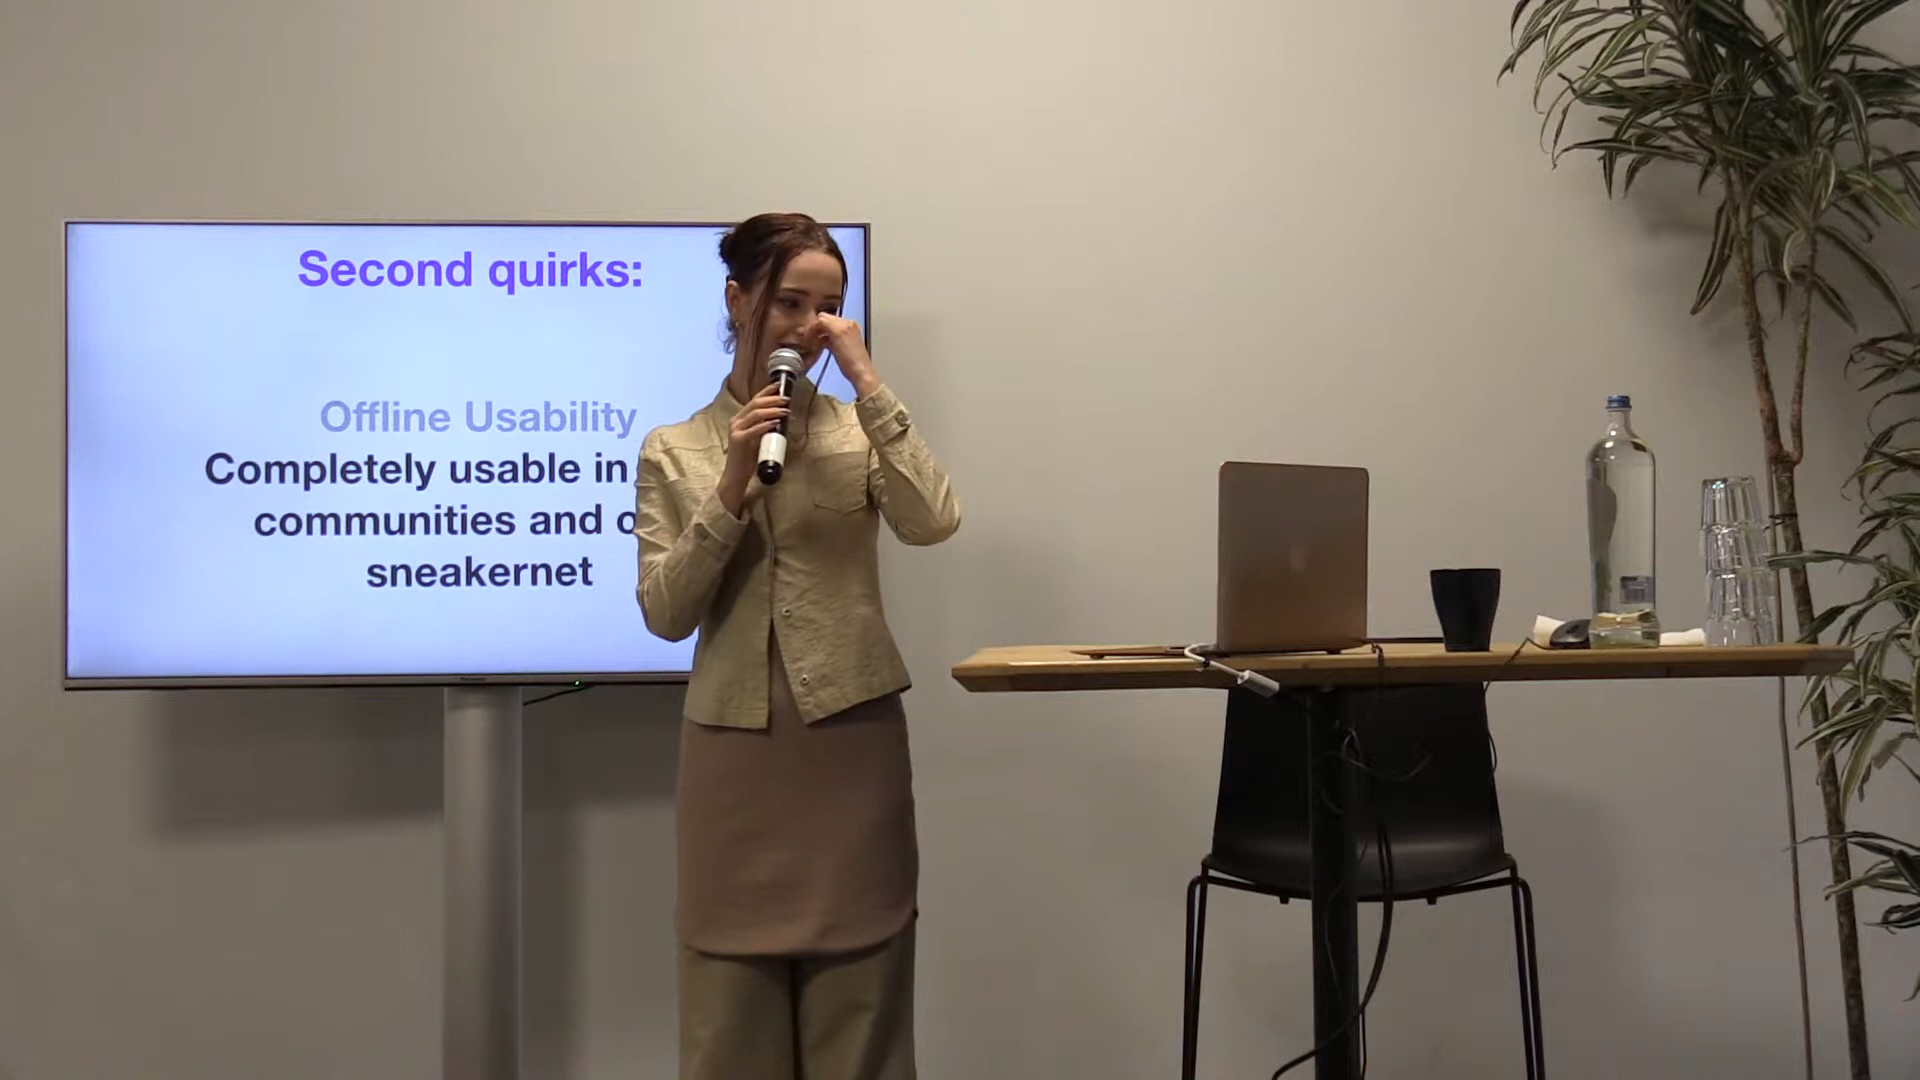 Second quirks:
Offline Usability
Completely usable in
communities and
sneakernet